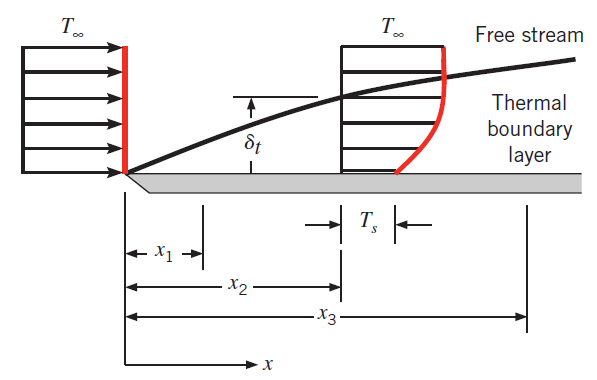 T∞
T∞
Free stream
Thermal
boundary
layer
δt
Ts
x1
x2
x3
x